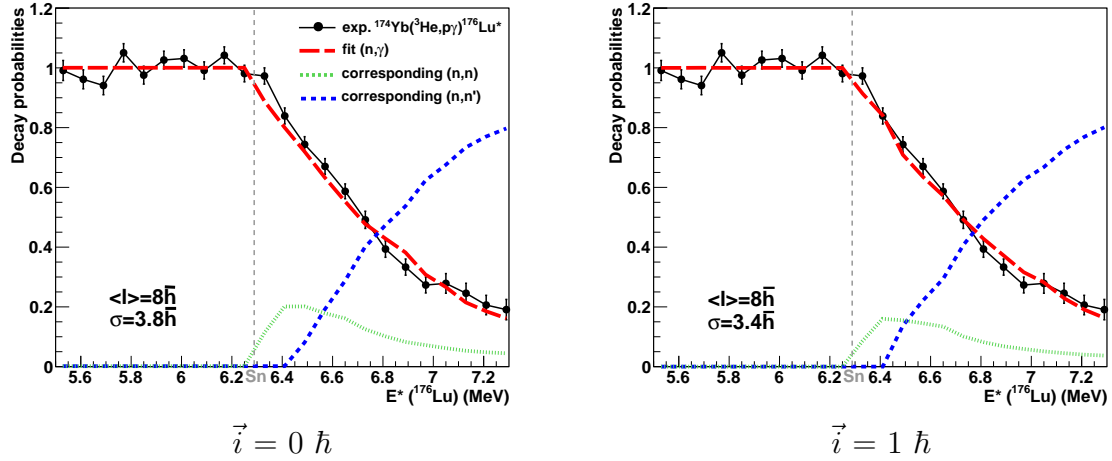 Decay probabilities
1.2
1
0.8
0.6
0.4
0.2
0
exp. ¹⁷⁴Yb(³He,pγ)¹⁷⁶Lu*
fit (n,γ)
corresponding (n,n)
corresponding (n,n')
<I>=8ħ
σ=3.8ħ
5.6 5.8 6 6.2 Sn 6.4 6.6 6.8 7 7.2
E* (¹⁷⁶Lu) (MeV)
i⃗ = 0 ħ
Decay probabilities
1.2
1
0.8
0.6
0.4
0.2
0
<I>=8ħ
σ=3.4ħ
5.6 5.8 6 6.2 Sn 6.4 6.6 6.8 7 7.2
E* (¹⁷⁶Lu) (MeV)
i⃗ = 1 ħ